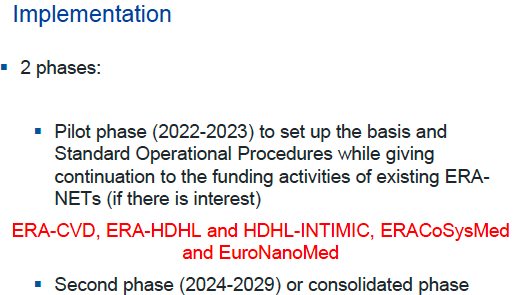 Implementation
2 phases:
Pilot phase (2022-2023) to set up the basis and
Standard Operational Procedures while giving
continuation to the funding activities of existing ERA-
NETs (if there is interest)
ERA-CVD, ERA-HDHL and HDHL-INTIMIC, ERACoSysMed
and EuroNanoMed
Second phase (2024-2029) or consolidated phase